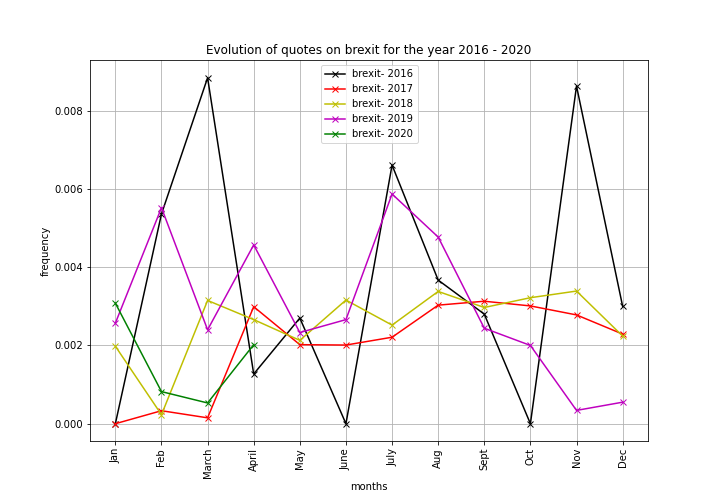 Evolution of quotes on brexit for the year 2016 - 2020
brexit- 2016
brexit- 2017
brexit- 2018
brexit- 2019
brexit- 2020
0.008
0.006
0.004
0.002
0.000
frequency
Jan
Feb
March
April
May
June
July
Aug
Sept
Oct
Nov
Dec
months